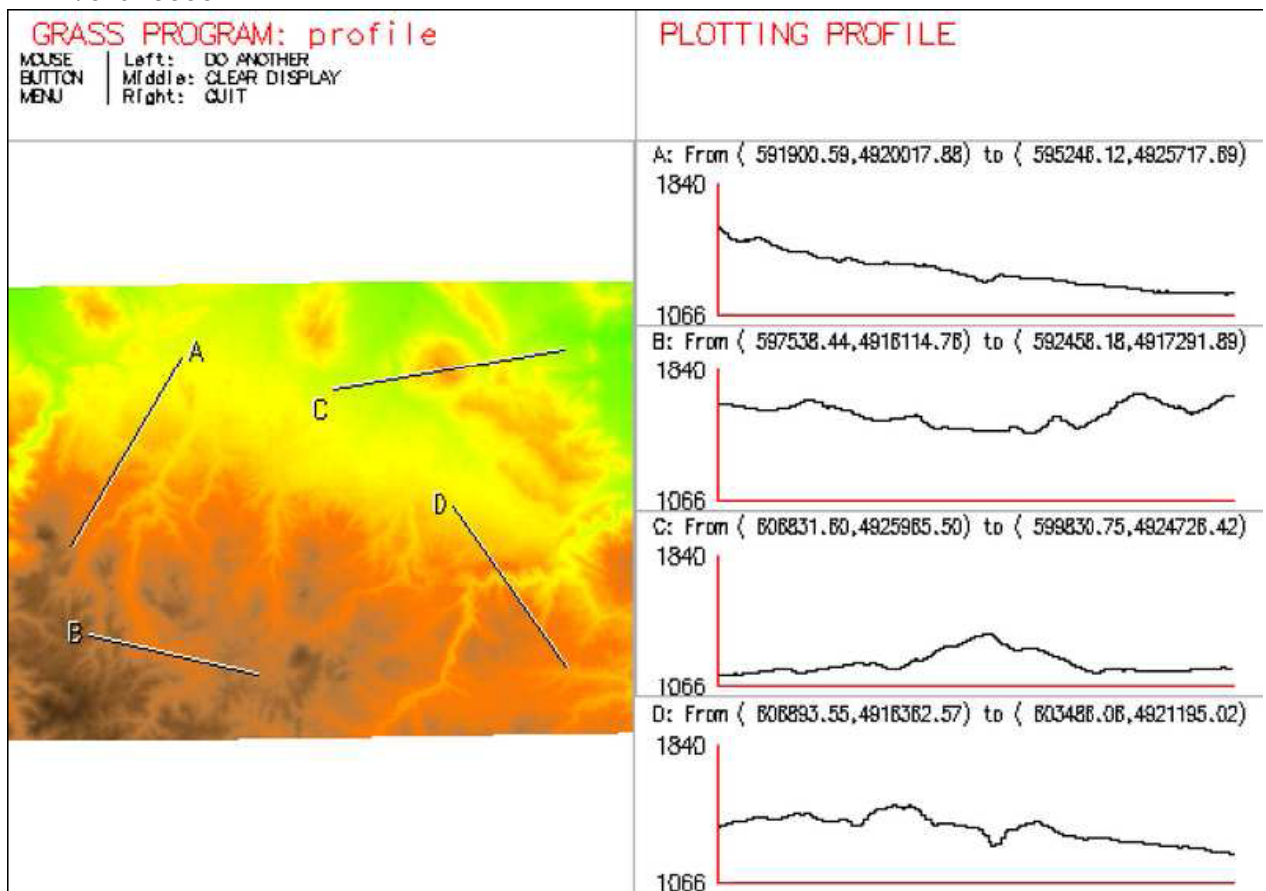 GRASS PROGRAM: profile
MOUSE | Left: DO ANOTHER
BUTTON | Middle: CLEAR DISPLAY
MENU | Right: QUIT
PLOTTING PROFILE
A: From ( 591900.59,4920017.88) to ( 595246.12,4925717.69)
1840
1066
B: From ( 597538.44,4916114.76) to ( 592458.18,4917291.89)
1840
1066
C: From ( 606831.60,4925965.50) to ( 599830.75,4924726.42)
1840
1066
D: From ( 606893.55,4916362.57) to ( 603486.06,4921195.02)
1840
1066
A
C
D
B